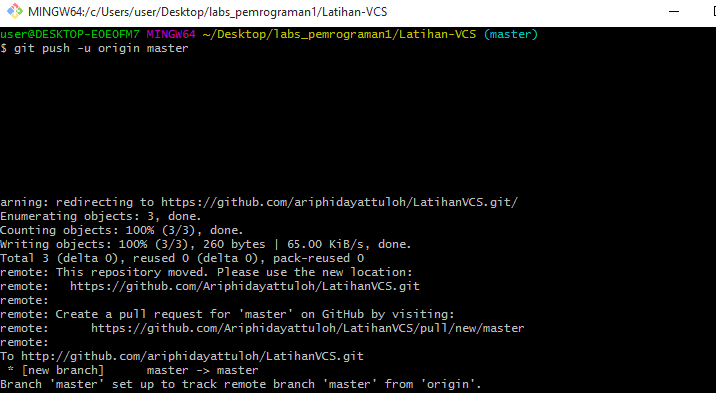 MINGW64:/c/Users/user/Desktop/labs_pemrograman1/Latihan-VCS
user@DESKTOP-EOEOFM7 MINGW64 ~/Desktop/labs_pemrograman1/Latihan-VCS (master)
$ git push -u origin master
arning: redirecting to https://github.com/ariphidayattuloh/LatihanVCS.git/
Enumerating objects: 3, done.
Counting objects: 100% (3/3), done.
Writing objects: 100% (3/3), 260 bytes | 65.00 KiB/s, done.
Total 3 (delta 0), reused 0 (delta 0), pack-reused 0
remote: This repository moved. Please use the new location:
remote:   https://github.com/Ariphidayattuloh/LatihanVCS.git
remote:
remote: Create a pull request for 'master' on GitHub by visiting:
remote:      https://github.com/Ariphidayattuloh/LatihanVCS/pull/new/master
remote:
To http://github.com/ariphidayattuloh/LatihanVCS.git
 * [new branch]      master -> master
Branch 'master' set up to track remote branch 'master' from 'origin'.